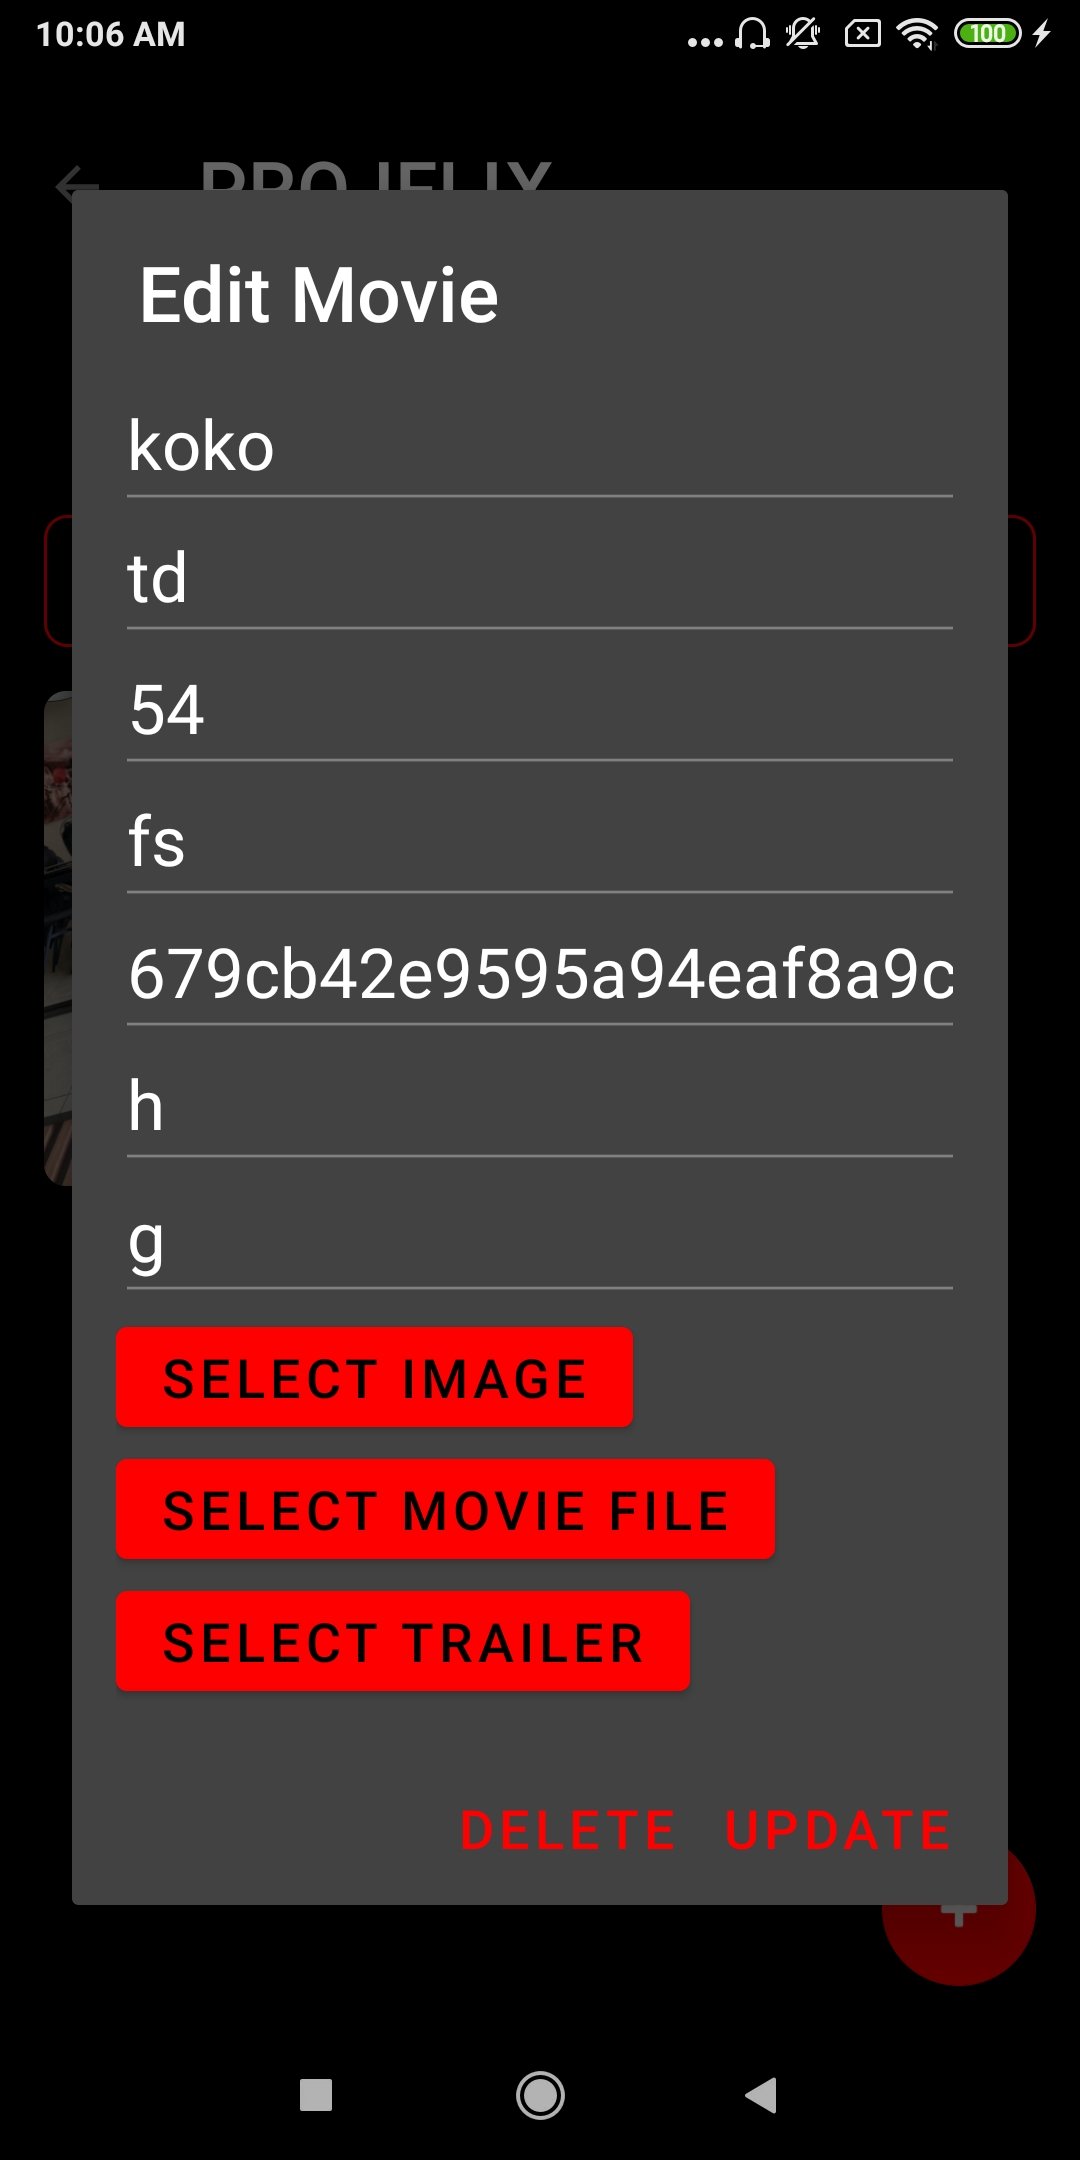 10:06 AM
100
PROJFLIX
Edit Movie
koko
td
54
fs
679cb42e9595a94eaf8a9c
h
g
SELECT IMAGE
SELECT MOVIE FILE
SELECT TRAILER
DELETE UPDATE